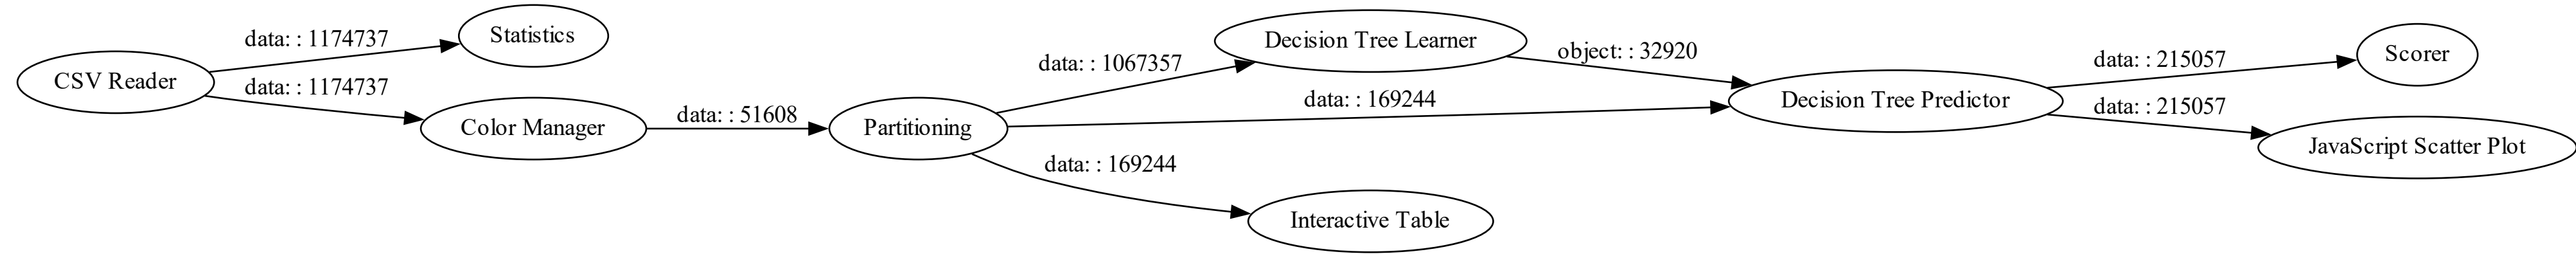 CSV Reader
data: : 1174737
Statistics
data: : 1174737
Color Manager
data: : 51608
Partitioning
data: : 1067357
Decision Tree Learner
object: : 32920
data: : 169244
Decision Tree Predictor
data: : 169244
Interactive Table
data: : 215057
Scorer
data: : 215057
JavaScript Scatter Plot